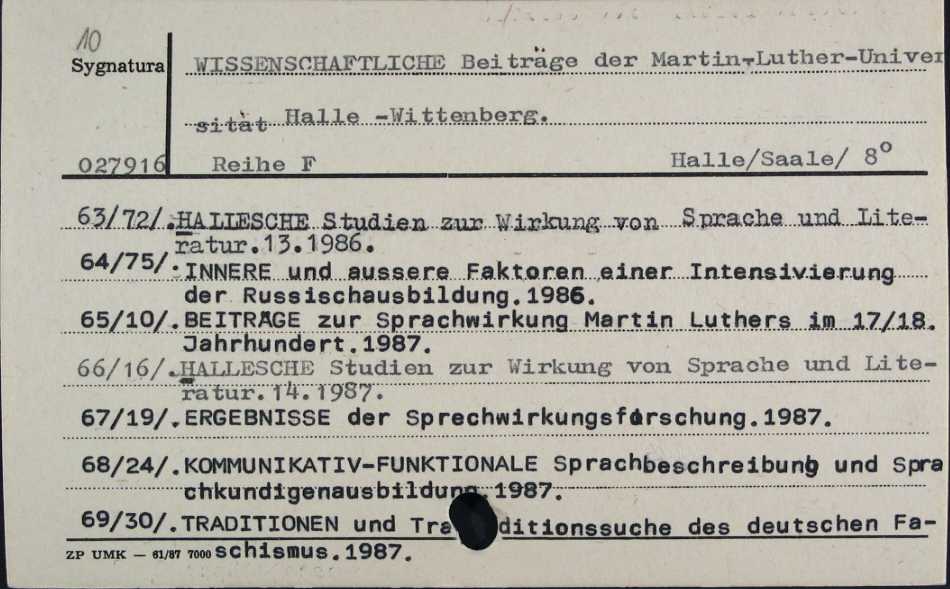 10
Sygnatura WISSENSCHAFTLICHE Beiträge der Martin-Luther-Univer
sität Halle -Wittenberg.
027916 Reihe F Halle/Saale/ 8°
63/72/.HALLESCHE Studien zur Wirkung von Sprache und Lite-
ratur.13.1986.
64/75/.INNERE und aussere Faktoren einer Intensivierung
der Russischausbildung.1986.
65/10/.BEITRÄGE zur Sprachwirkung Martin Luthers im 17/18.
Jahrhundert.1987.
66/16/.HALLESCHE Studien zur Wirkung von Sprache und Lite-
ratur.14.1987.
67/19/.ERGEBNISSE der Sprechwirkungsforschung.1987.
68/24/.KOMMUNIKATIV-FUNKTIONALE Sprachbeschreibung und Spra
chkundigenausbildung.1987.
69/30/.TRADITIONEN und Tra ditionssuche des deutschen Fa-
ZP UMK — 61/87 7000 schismus.1987.